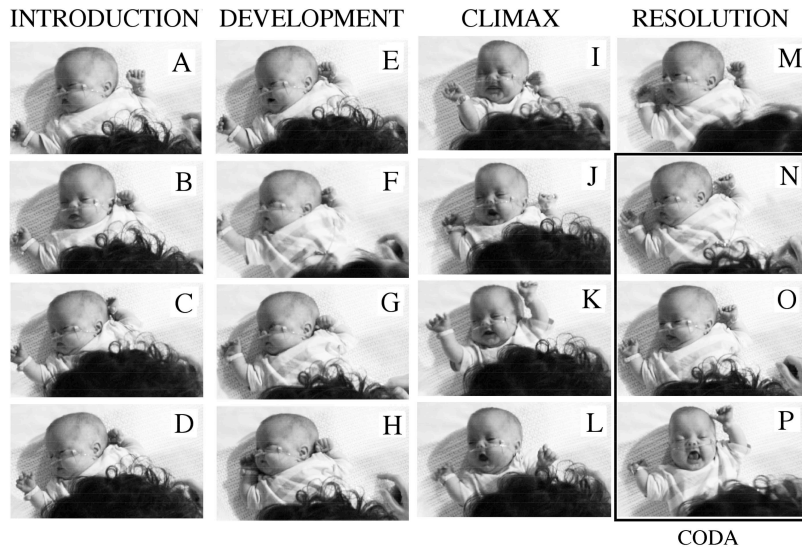 INTRODUCTION DEVELOPMENT CLIMAX RESOLUTION
A E I M
B F J N
C G K O
D H L P
CODA